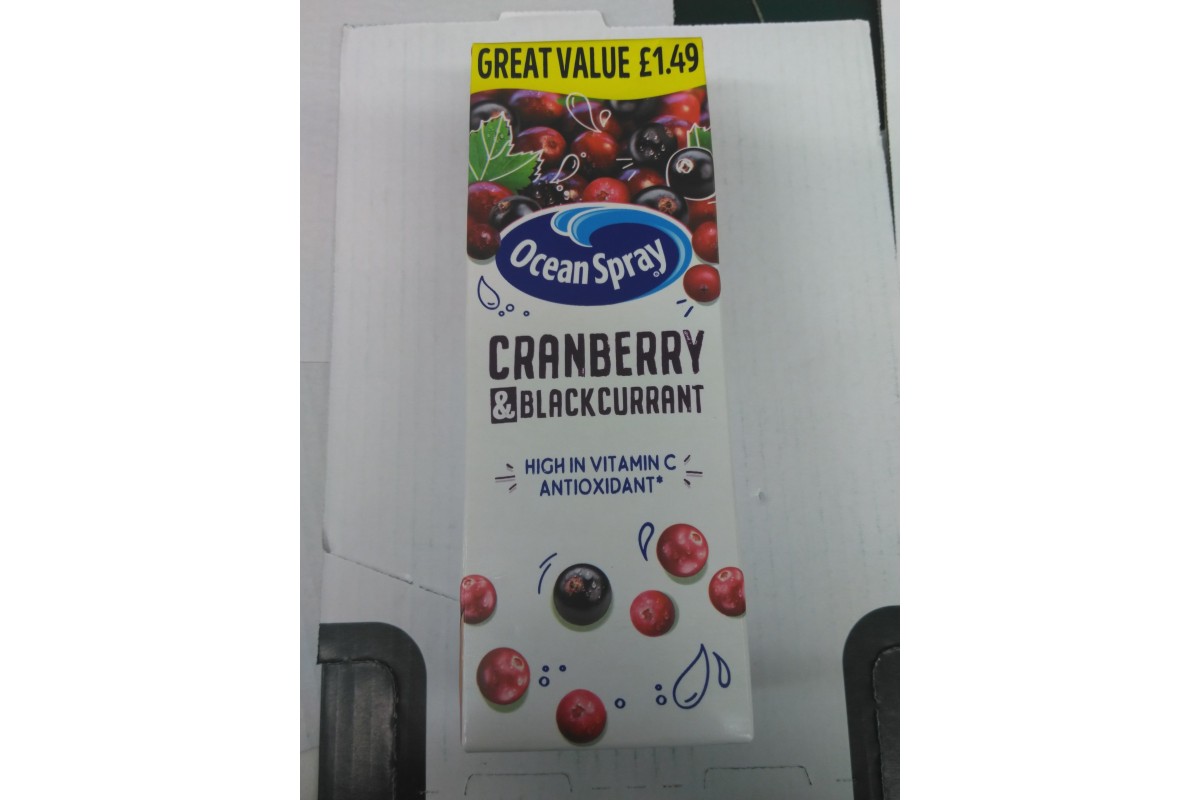 GREAT VALUE £1.49
Ocean Spray
CRANBERRY
& BLACKCURRANT
HIGH IN VITAMIN C
ANTIOXIDANT*